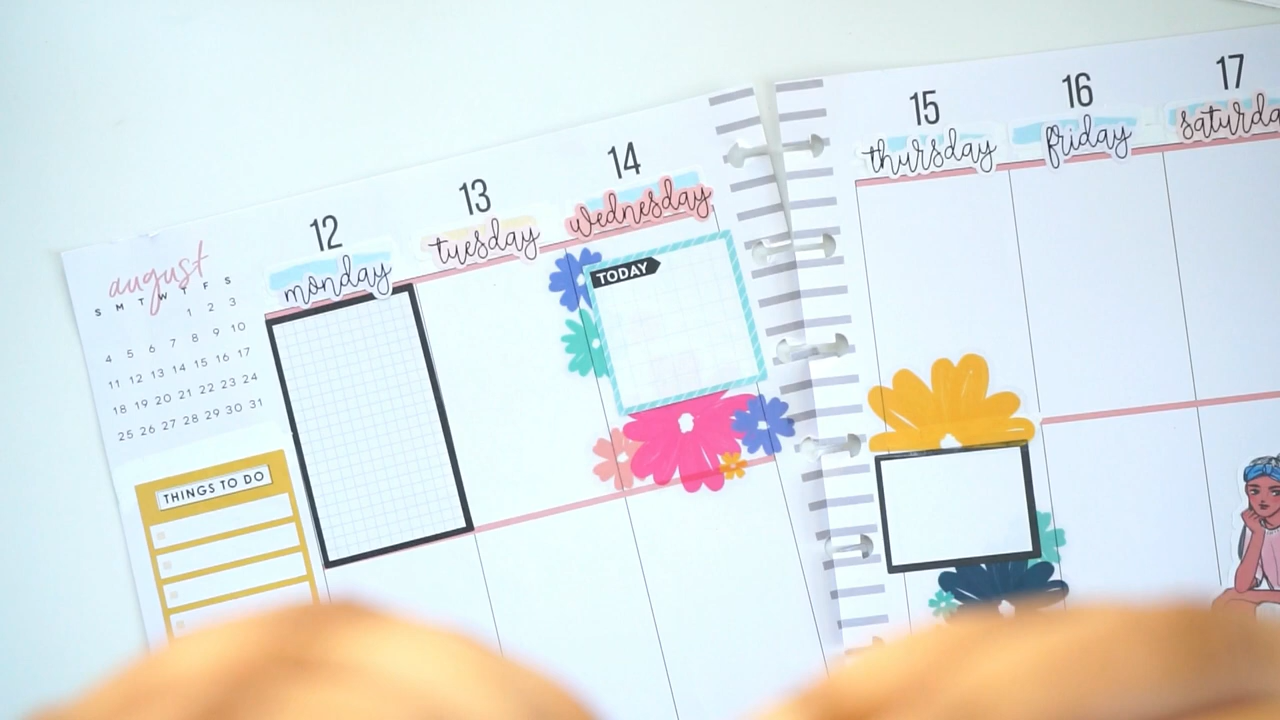 12
monday
13
tuesday
14
wednesday
15
thursday
16
friday
17
august
S M T W T F S
1 2 3
4 5 6 7 8 9 10
11 12 13 14 15 16 17
18 19 20 21 22 23 24
25 26 27 28 29 30 31
THINGS TO DO
TODAY